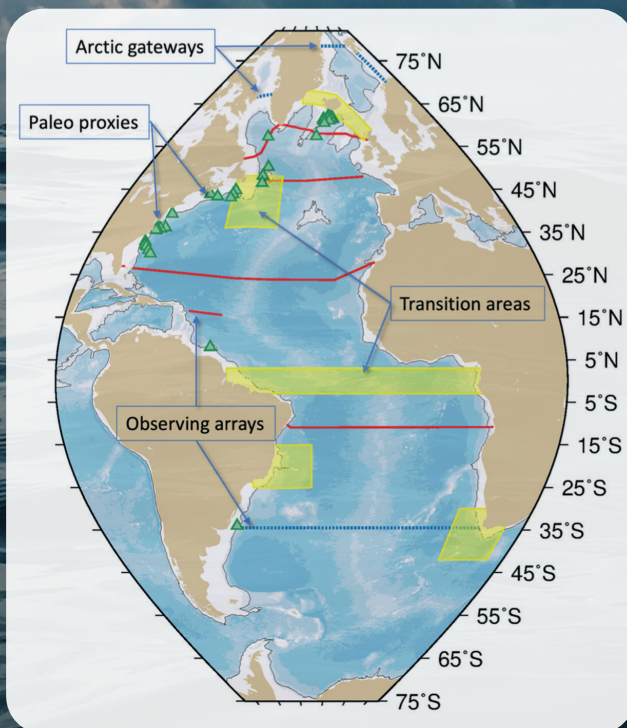 Arctic gateways
75˚N
65˚N
Paleo proxies
55˚N
45˚N
35˚N
25˚N
Transition areas
15˚N
5˚N
5˚S
Observing arrays
15˚S
25˚S
35˚S
45˚S
55˚S
65˚S
75˚S